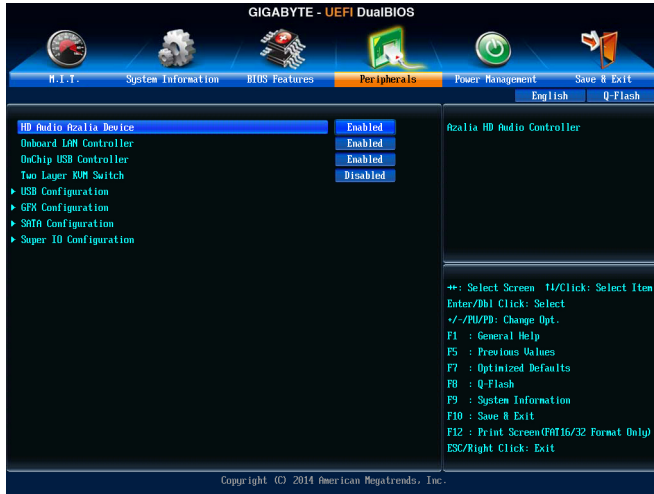 GIGABYTE - UEFI DualBIOS
M.I.T. System Information BIOS Features Peripherals Power Management Save & Exit
English Q-Flash
HD Audio Azalia Device Enabled Azalia HD Audio Controller
Onboard LAN Controller Enabled
OnChip USB Controller Enabled
Two Layer KVM Switch Disabled
USB Configuration
GFX Configuration
SATA Configuration
Super IO Configuration
→←: Select Screen ↑↓/Click: Select Item
Enter/Dbl Click: Select
+/-/PU/PD: Change Opt.
F1 : General Help
F5 : Previous Values
F7 : Optimized Defaults
F8 : Q-Flash
F9 : System Information
F10 : Save & Exit
F12 : Print Screen(FAT16/32 Format Only)
ESC/Right Click: Exit
Copyright (C) 2014 American Megatrends, Inc.